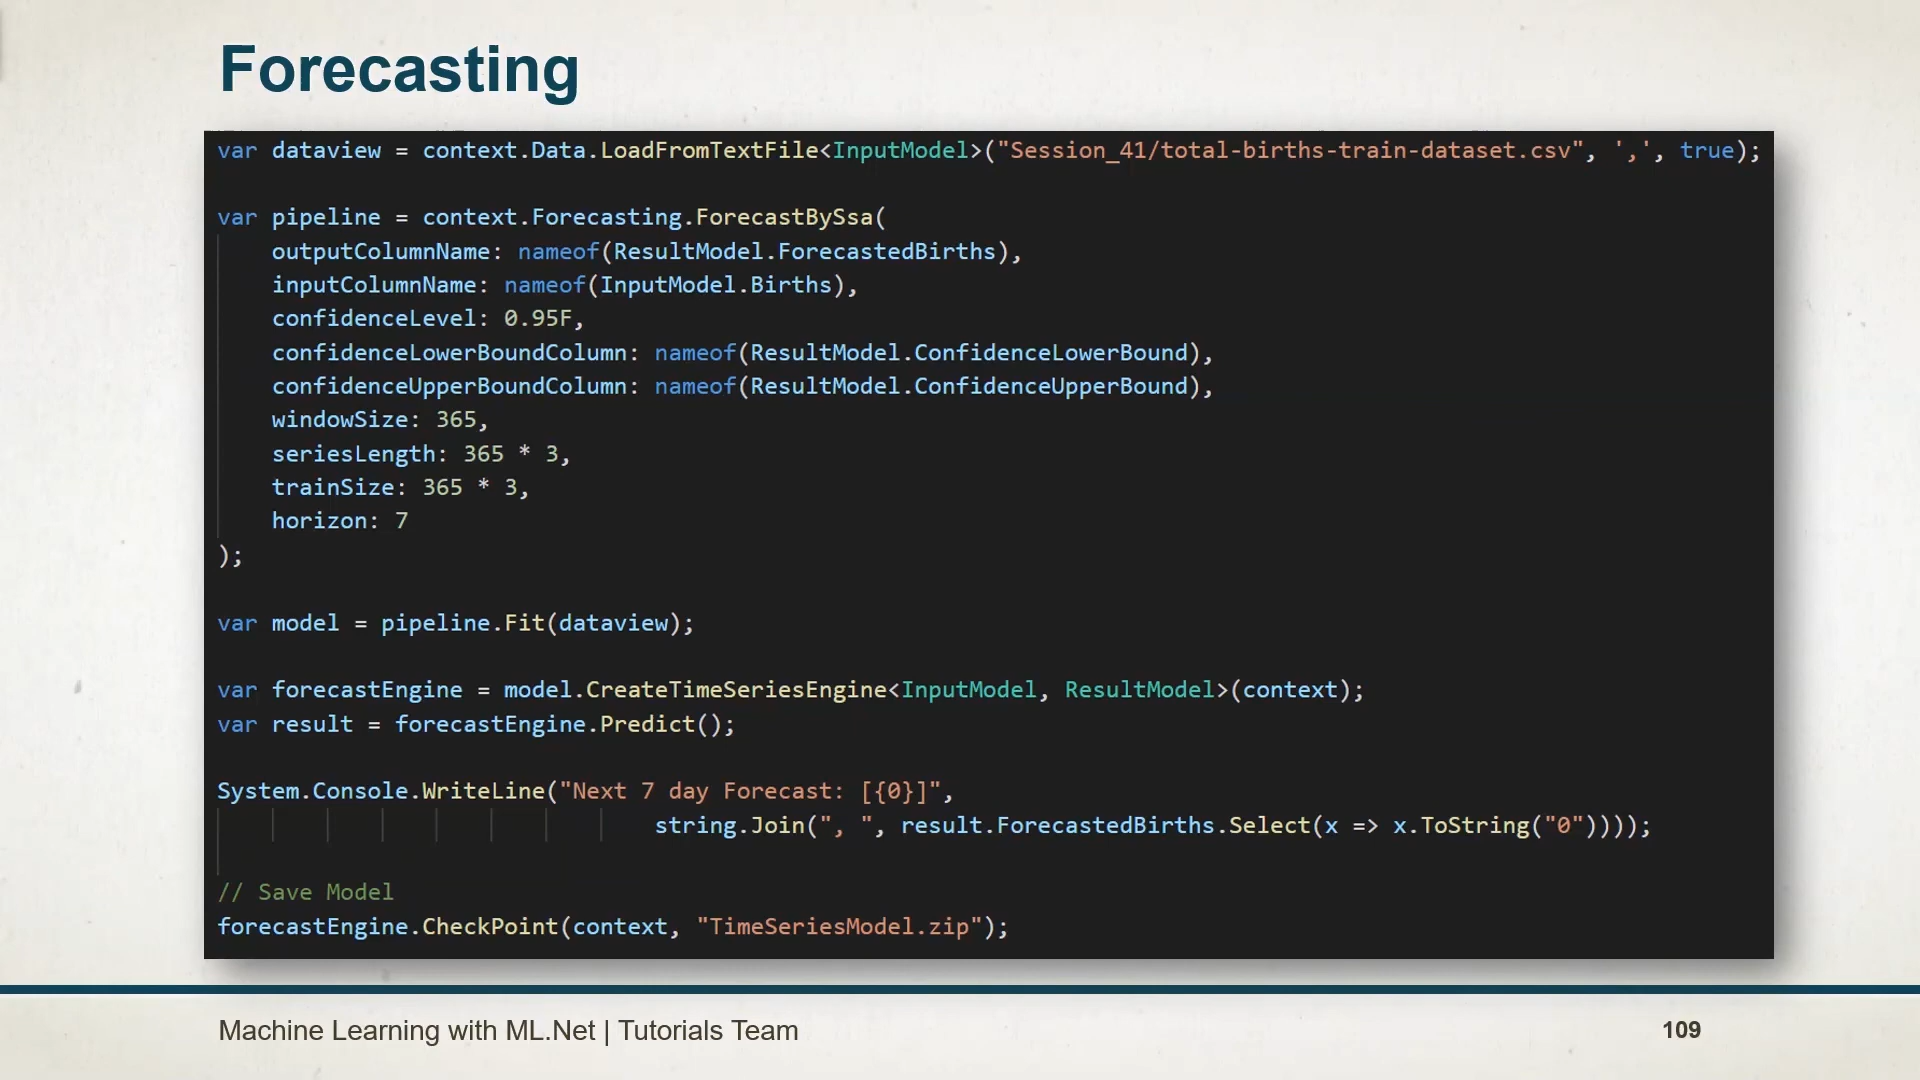 Forecasting
var dataview = context.Data.LoadFromTextFile<InputModel>("Session_41/total-births-train-dataset.csv", ',', true);
var pipeline = context.Forecasting.ForecastBySsa(
outputColumnName: nameof(ResultModel.ForecastedBirths),
inputColumnName: nameof(InputModel.Births),
confidenceLevel: 0.95F,
confidenceLowerBoundColumn: nameof(ResultModel.ConfidenceLowerBound),
confidenceUpperBoundColumn: nameof(ResultModel.ConfidenceUpperBound),
windowSize: 365,
seriesLength: 365 * 3,
trainSize: 365 * 3,
horizon: 7
);
var model = pipeline.Fit(dataview);
var forecastEngine = model.CreateTimeSeriesEngine<InputModel, ResultModel>(context);
var result = forecastEngine.Predict();
System.Console.WriteLine("Next 7 day Forecast: [{0}]",
string.Join(", ", result.ForecastedBirths.Select(x => x.ToString("0"))));
// Save Model
forecastEngine.CheckPoint(context, "TimeSeriesModel.zip");
Machine Learning with ML.Net | Tutorials Team
109